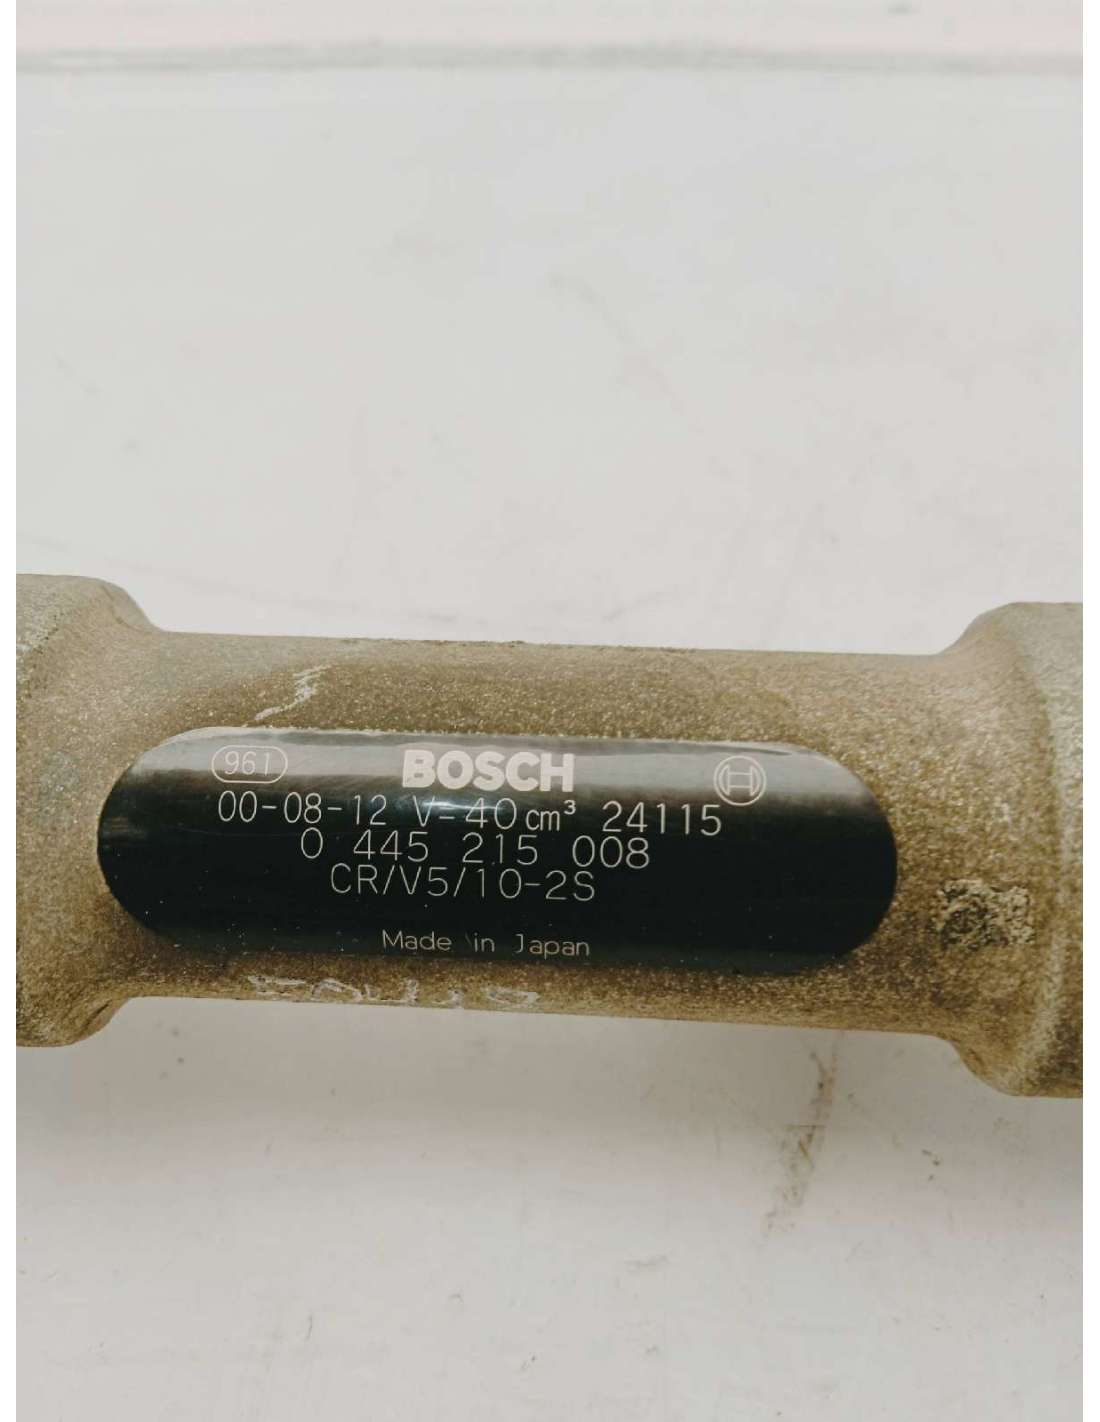 961 BOSCH
00-08-12 V=40cm³ 24115
0 445 215 008
CR/V5/10-2S
Made in Japan